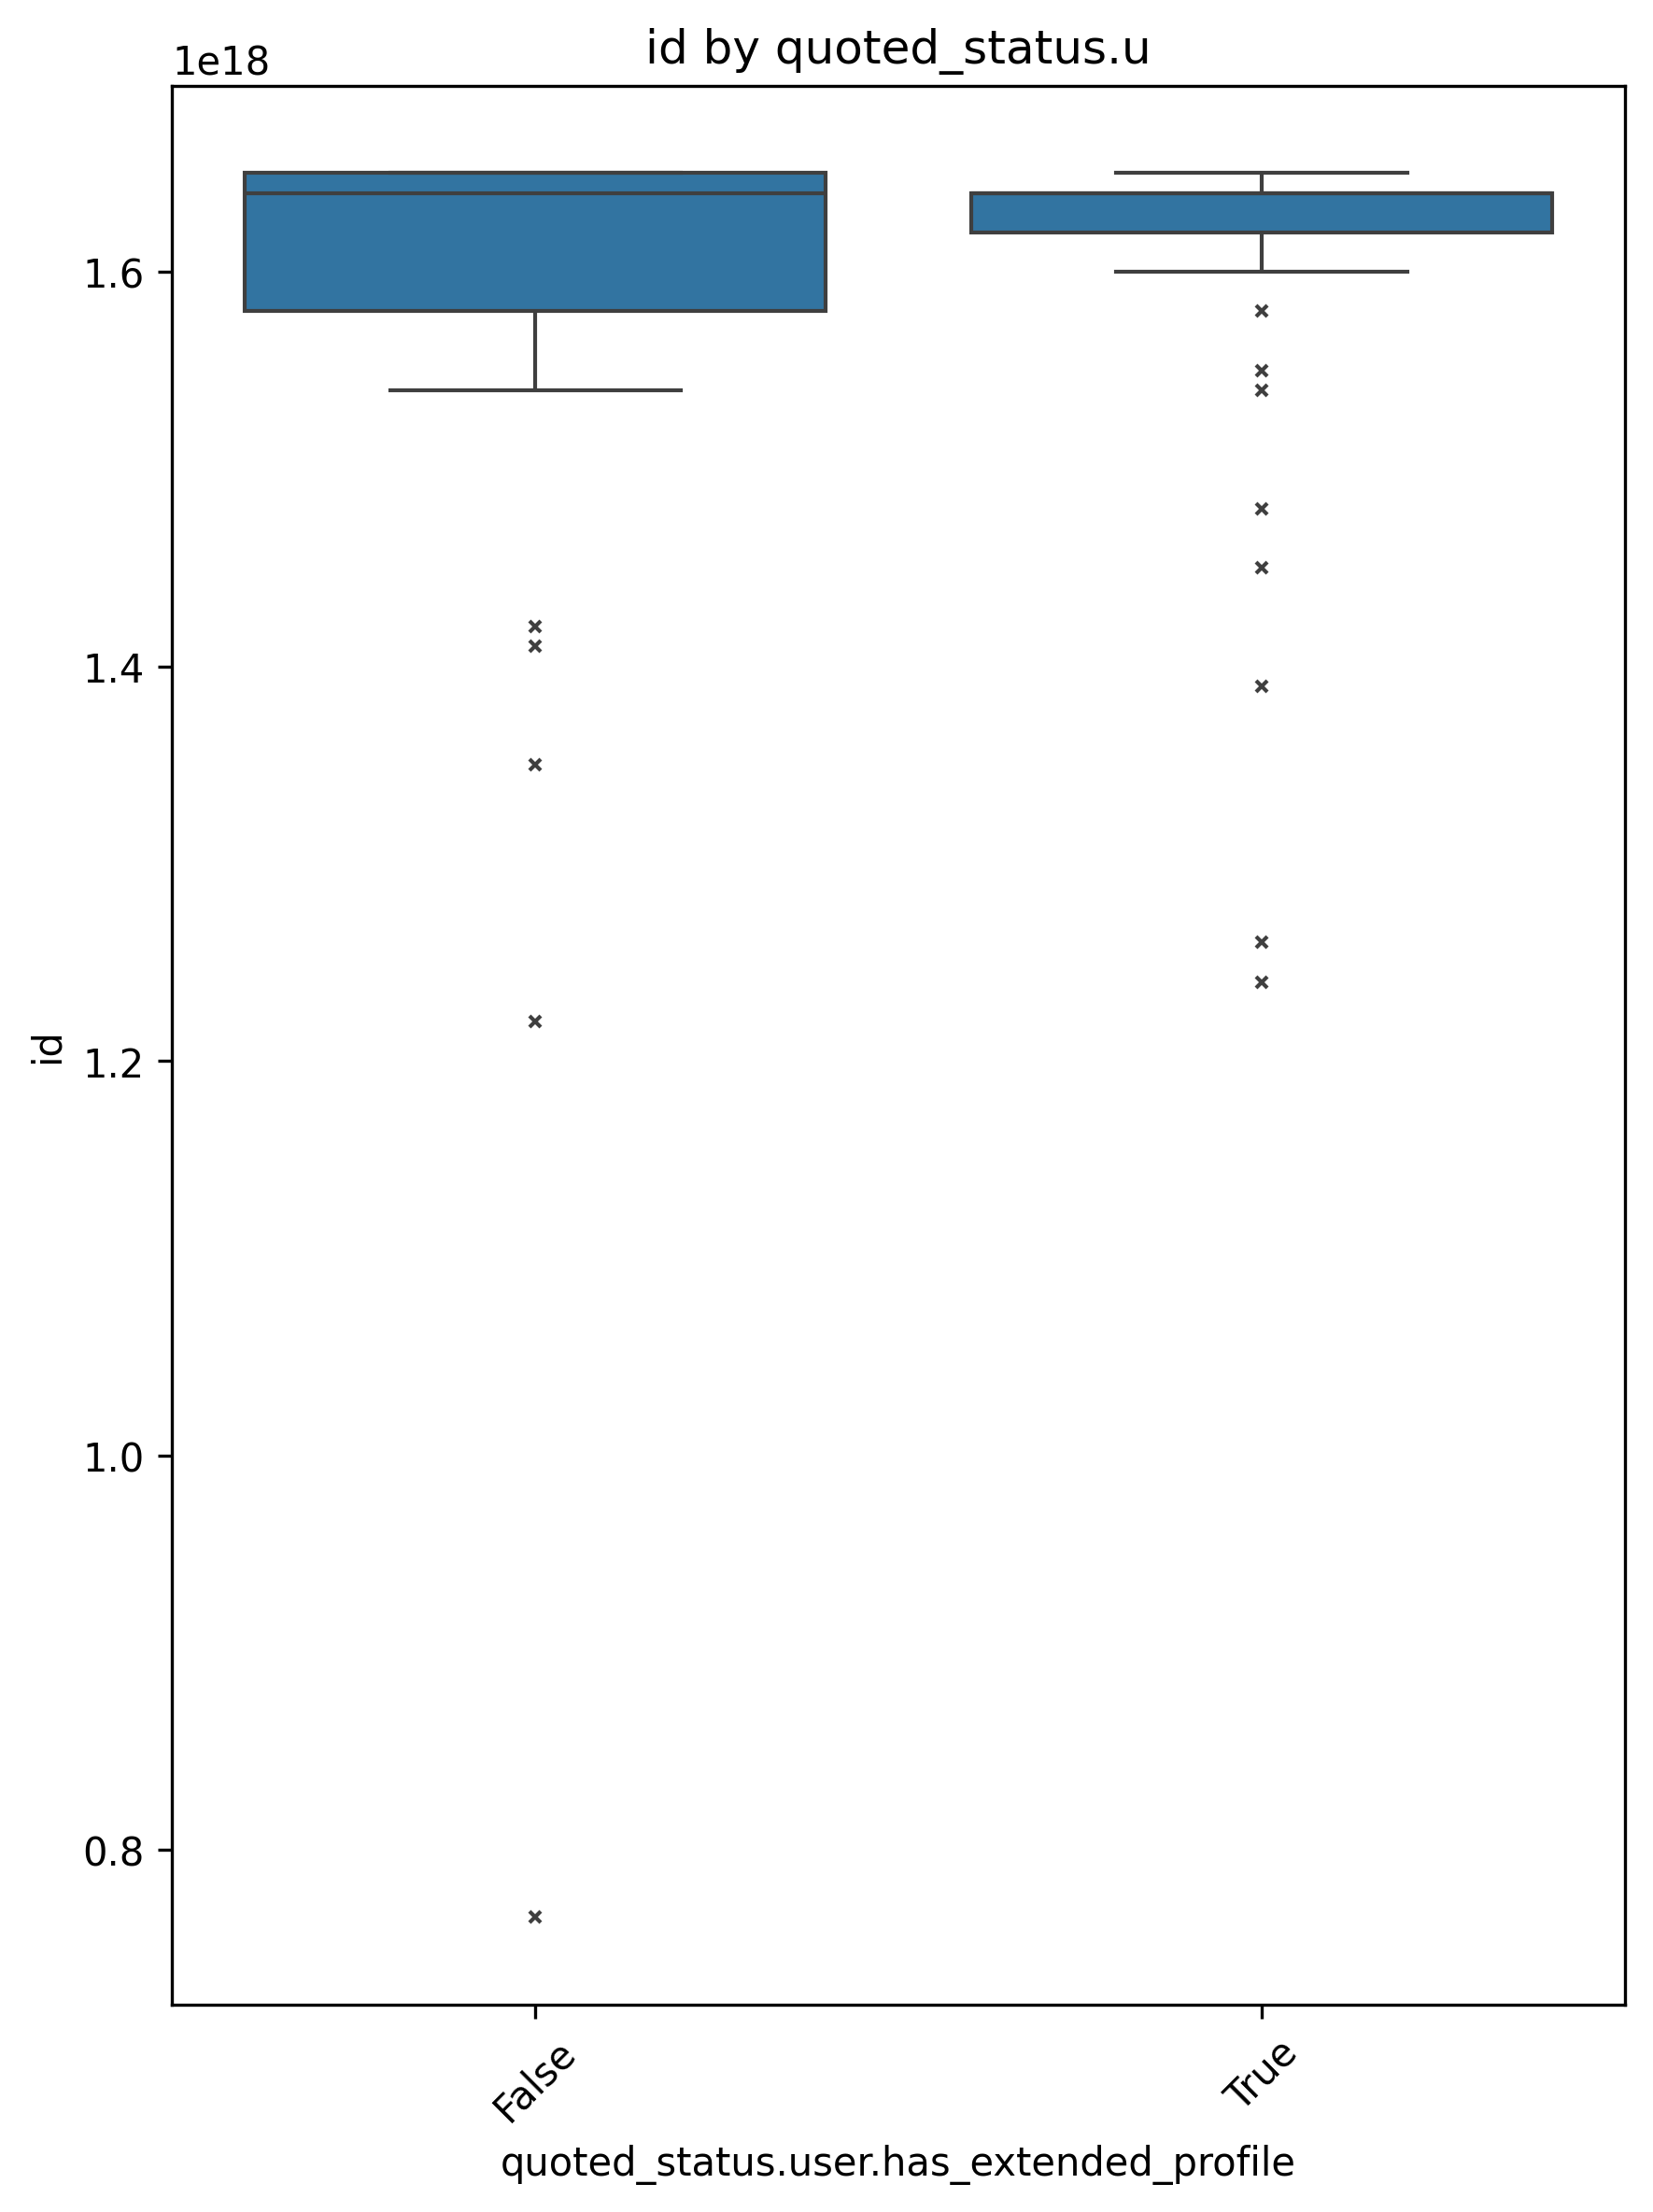 id by quoted_status.u
1e18
1.6
1.4
1.2
1.0
0.8
id
False
True
quoted_status.user.has_extended_profile